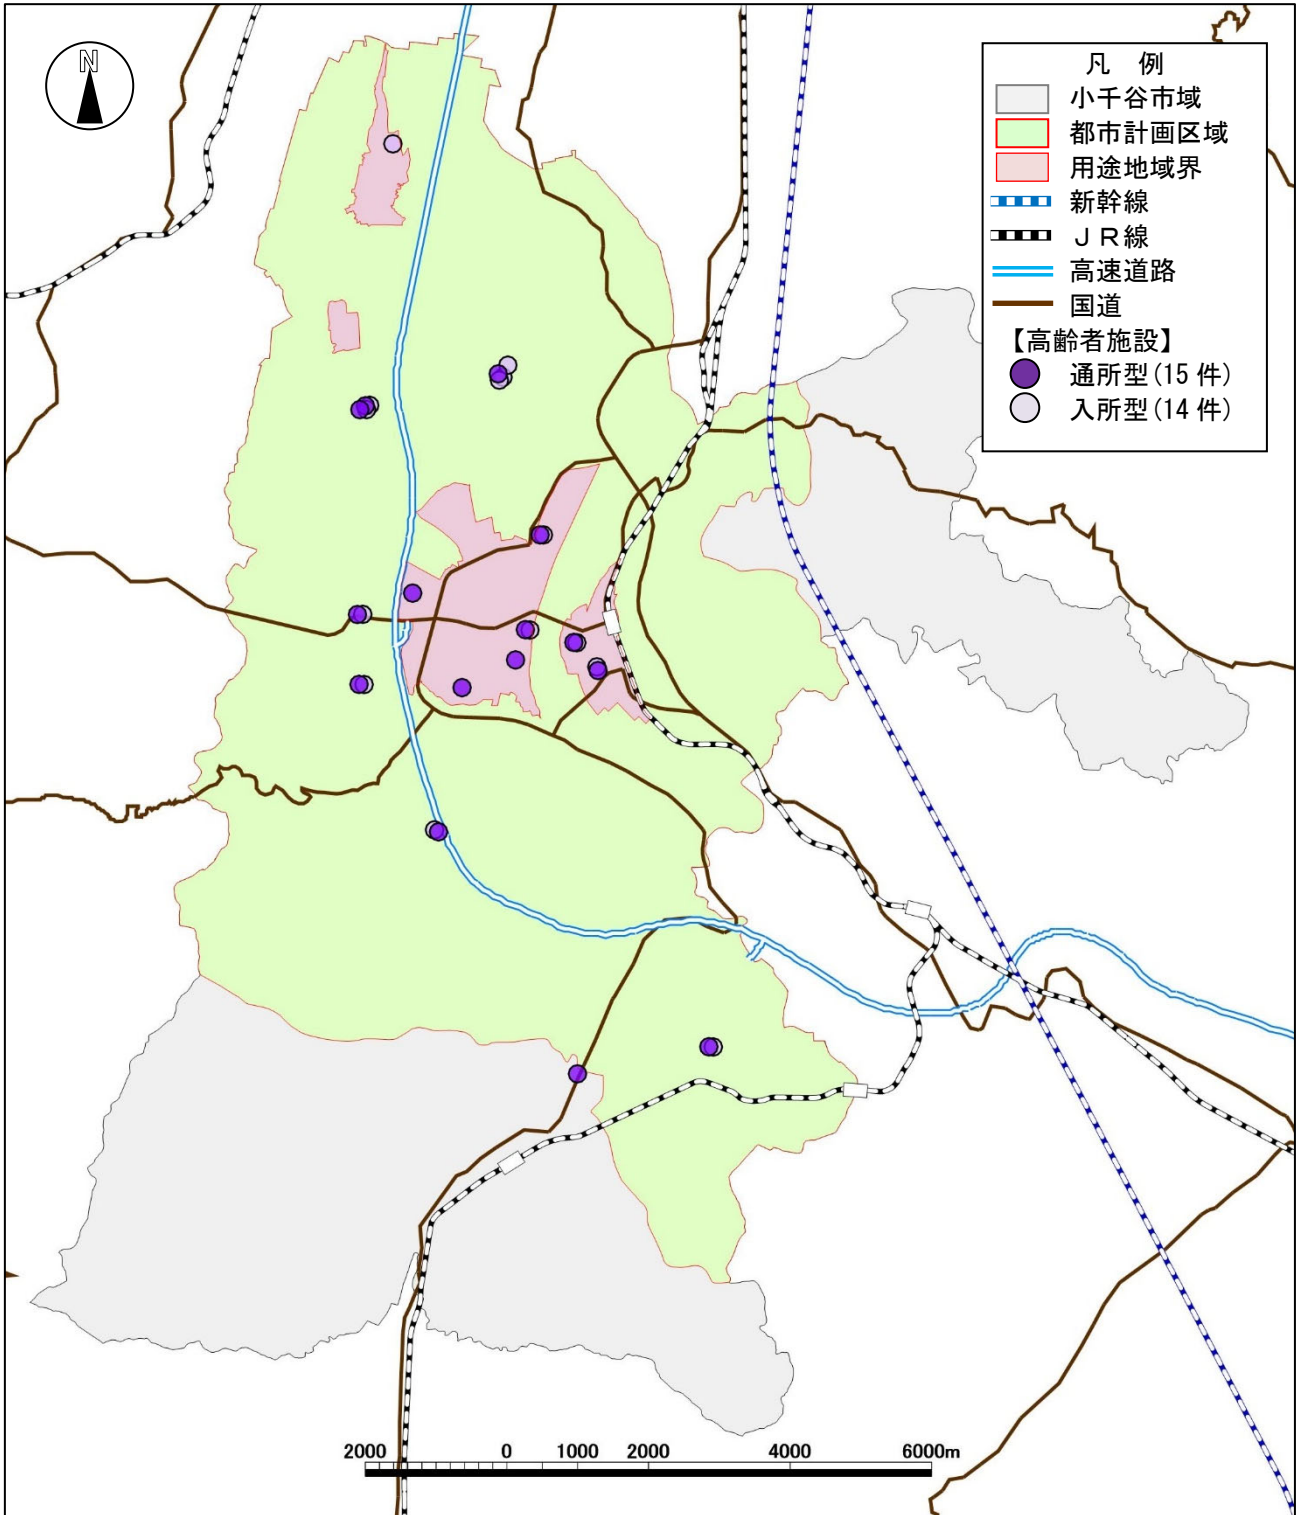 N
凡　例
小千谷市域
都市計画区域
用途地域界
新幹線
ＪＲ線
高速道路
国道
【高齢者施設】
通所型(15 件)
入所型(14 件)
2000 0 1000 2000 4000 6000m